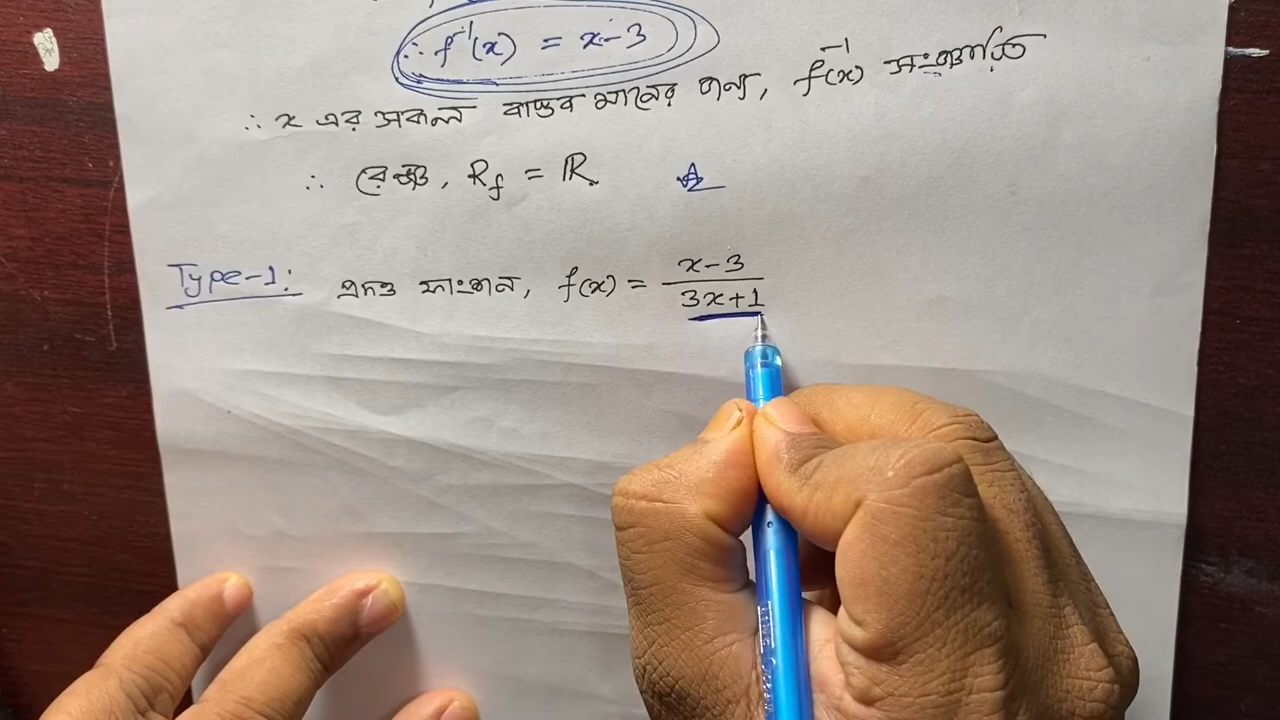 ∴ f⁻¹(x) = x-3
∴ x এর সকল বাস্তব মানের জন্য, f⁻¹(x) সংজ্ঞায়িত
∴ রেঞ্জ, R_f = ℝ.
Type-1: প্রদত্ত ফাংশন, f(x) = (x-3)/(3x+1)